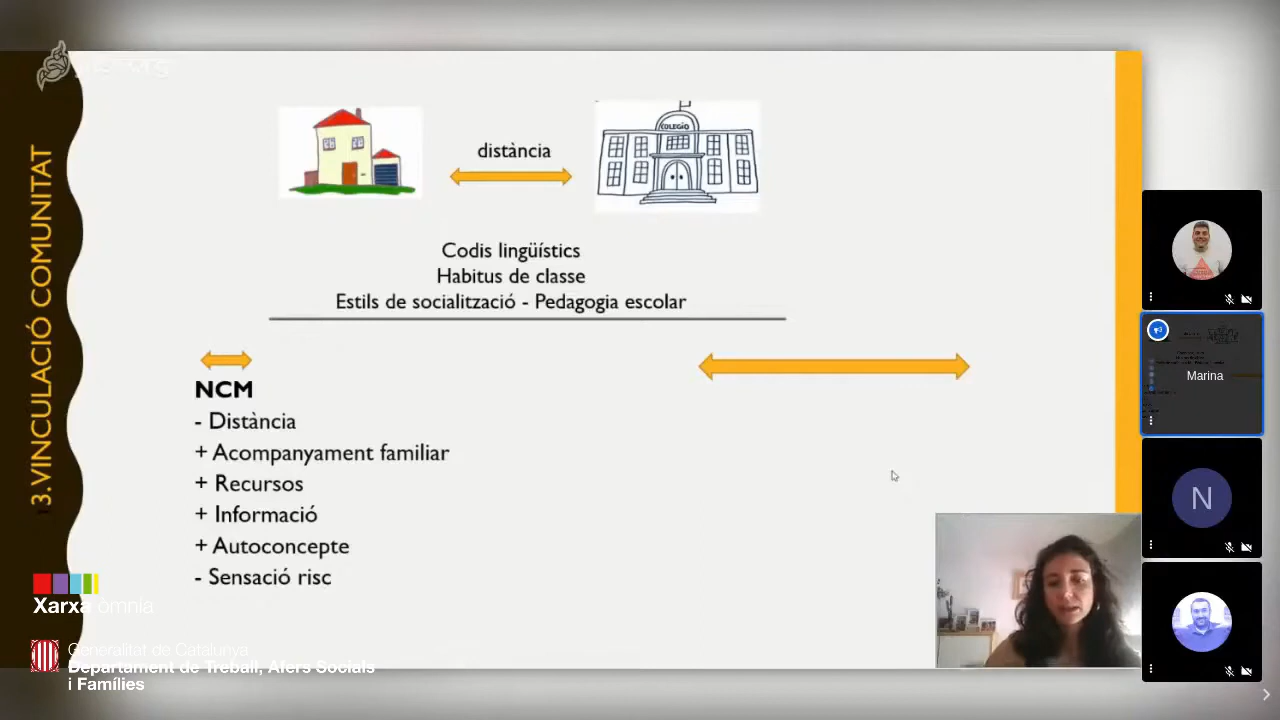 3.VINCULACIÓ COMUNITAT
COLEGIO
distància
Codis lingüístics
Habitus de classe
Estils de socialització - Pedagogia escolar
NCM
- Distància
+ Acompanyament familiar
+ Recursos
+ Informació
+ Autoconcepte
- Sensació risc
Xarxa òmnia
Generalitat de Catalunya
Departament de Treball, Afers Socials
i Famílies
Marina
N